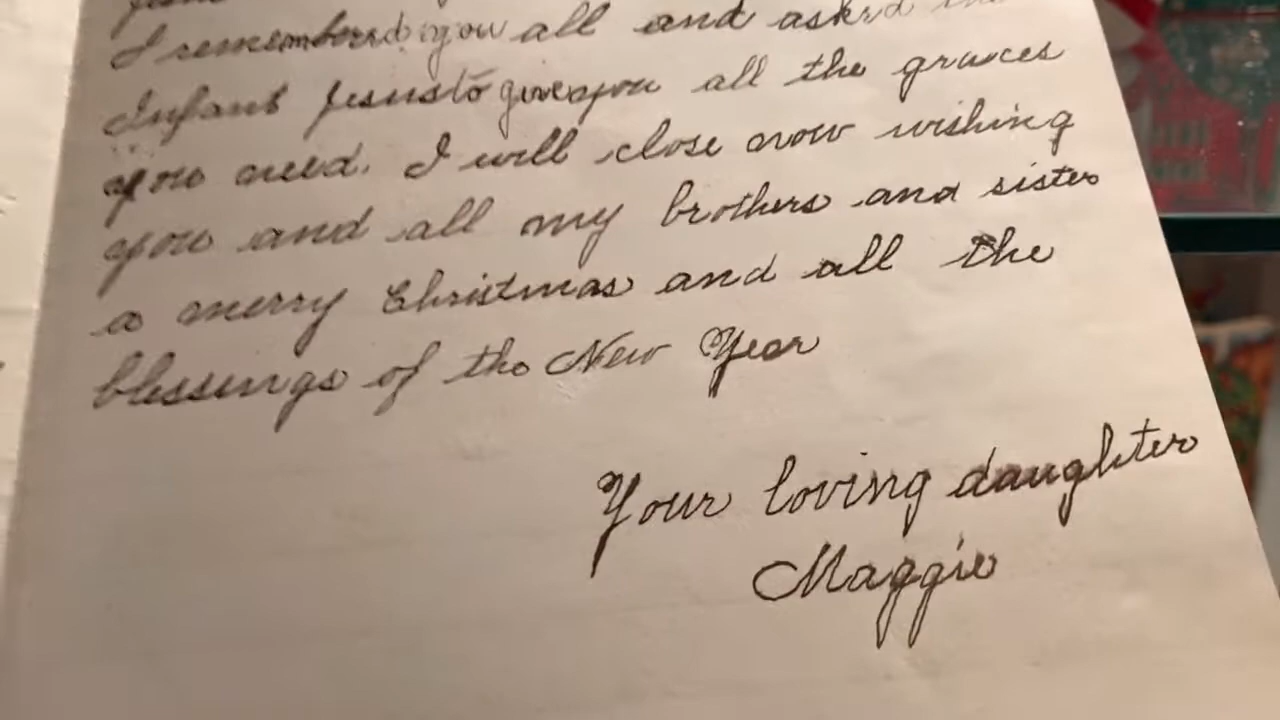 I remembered you all and asked the
Infant Jesus to give you all the graces
you need. I will close now wishing
you and all my brothers and sister
a merry Christmas and all the
blessings of the New Year
Your loving daughter
Maggie